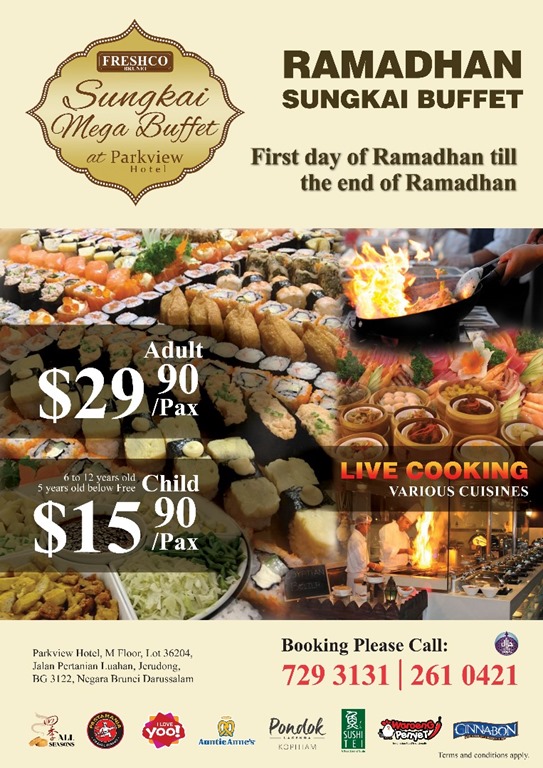 FRESHCO
BRUNEI
Sungkai
Mega Buffet
at Parkview
Hotel
RAMADHAN
SUNGKAI BUFFET
First day of Ramadhan till
the end of Ramadhan
Adult
$29 90
/Pax
6 to 12 years old
5 years old below Free
Child
$15 90
/Pax
LIVE COOKING
VARIOUS CUISINES
Parkview Hotel, M Floor, Lot 36204,
Jalan Pertanian Luahan, Jerudong,
BG 3122, Negara Brunei Darussalam
Booking Please Call:
729 3131 | 261 0421
ALL
SEASONS
I LOVE
yoo!
AuntieAnne's
Pondok
KOPITIAM
SUSHI
TEI
Waroeng
Penyet
CINNABON
Terms and conditions apply.